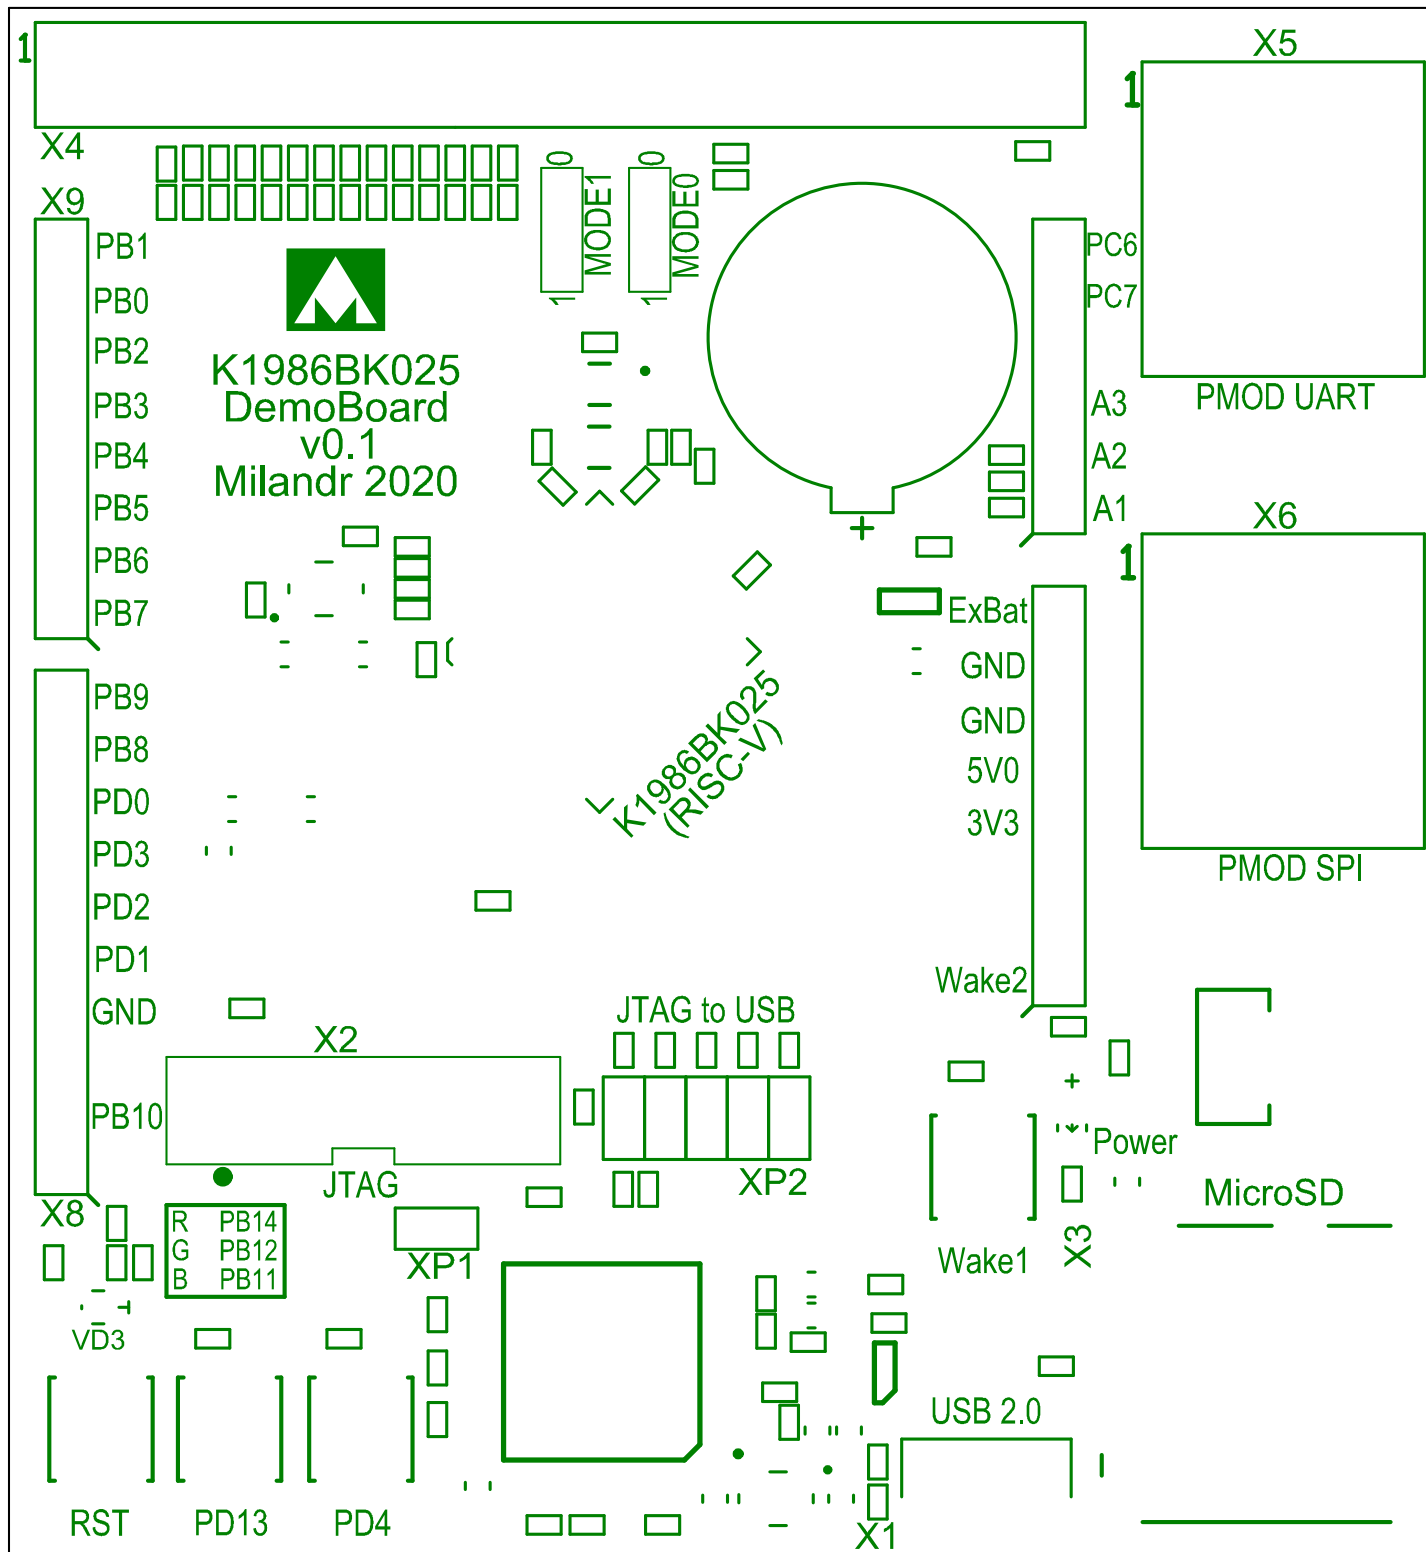 1
X5
1
X4
0
0
MODE1
MODE0
1
1
X9
PB1
PB0
PB2
PB3
PB4
PB5
PB6
PB7
K1986BK025
DemoBoard
v0.1
Milandr 2020
PC6
PC7
A3
A2
A1
PMOD UART
X6
1
+
ExBat
GND
GND
5V0
3V3
Wake2
PMOD SPI
K1986BK025
(RISC-V)
PB9
PB8
PD0
PD3
PD2
PD1
GND
PB10
X8
X2
JTAG
JTAG to USB
XP2
+
Power
X3
Wake1
MicroSD
R PB14
G PB12
B PB11
XP1
VD3
USB 2.0
RST
PD13
PD4
X1